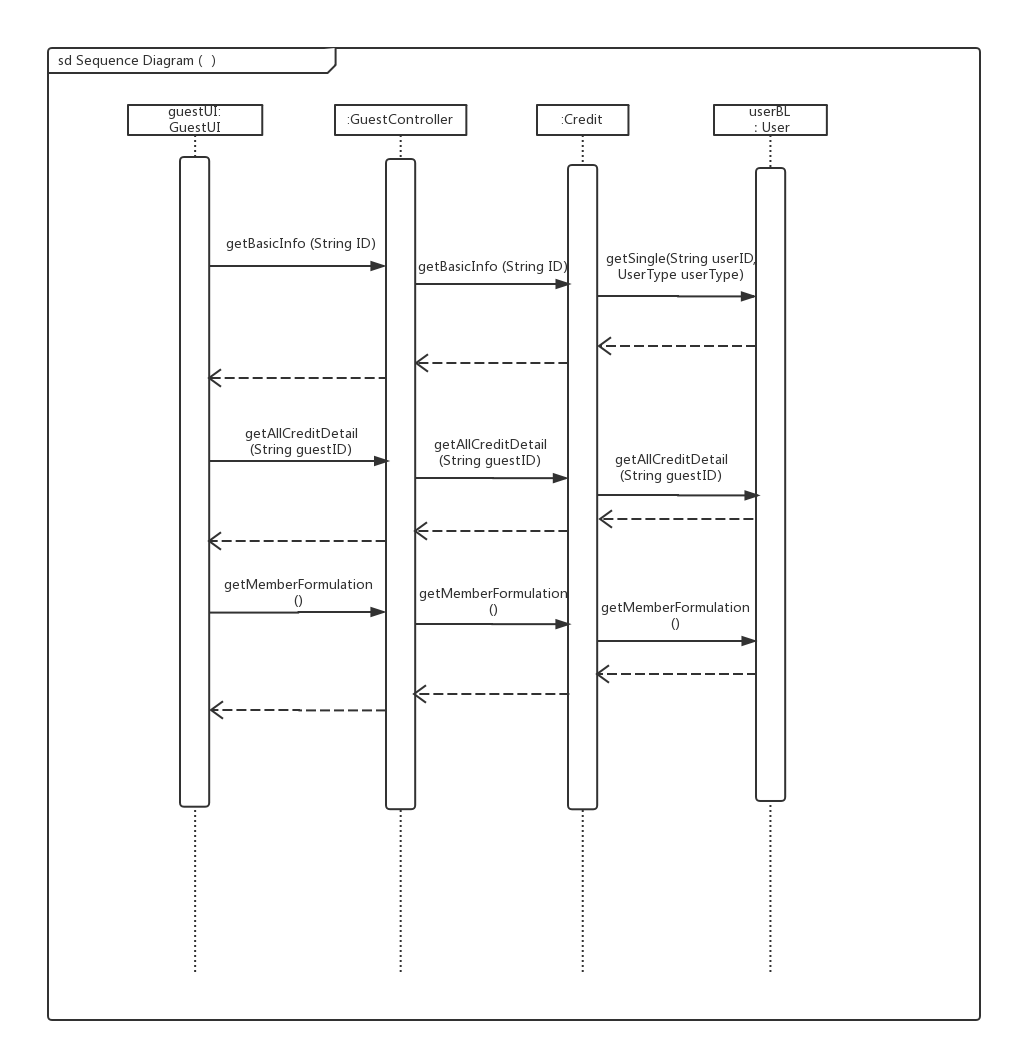 sd Sequence Diagram (  )
guestUI:
GuestUI
:GuestController
:Credit
userBL
: User
getBasicInfo (String ID)
getBasicInfo (String ID)
getSingle(String userID,
UserType userType)
getAllCreditDetail
(String guestID)
getAllCreditDetail
(String guestID)
getAllCreditDetail
(String guestID)
getMemberFormulation
()
getMemberFormulation
()
getMemberFormulation
()